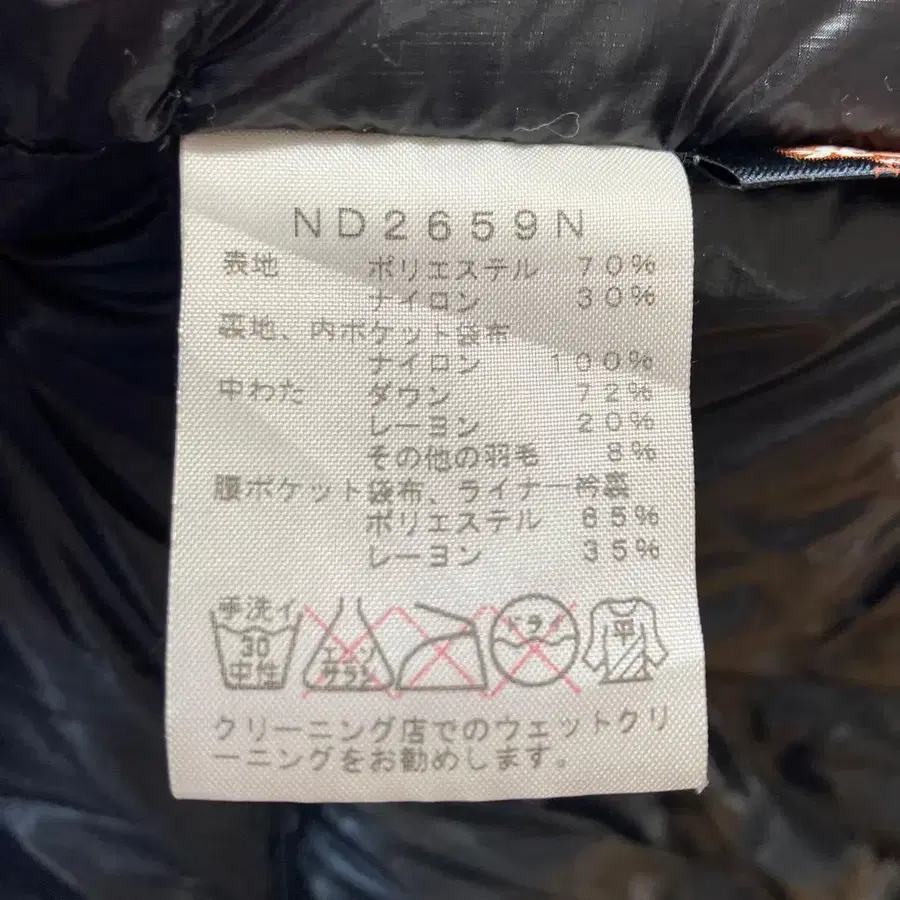 ND2659N
表地 ポリエステル 70%
ナイロン 30%
裏地、内ポケット袋布
ナイロン 100%
中わた ダウン 72%
レーヨン 20%
その他の羽毛 8%
腰ポケット袋布、ライナー衿裏
ポリエステル 65%
レーヨン 35%
手洗イ 30 中性 エンソ サラシ ドライ 平
クリーニング店でのウェットクリ
ーニングをお勧めします。